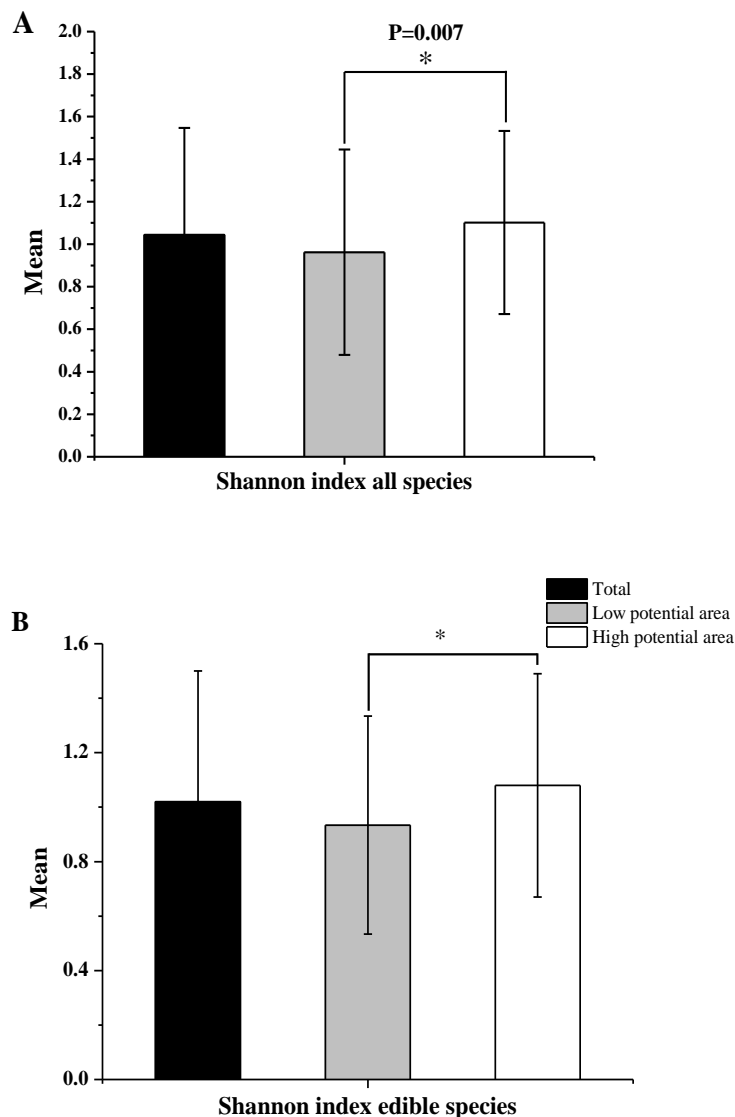 A
P=0.007
*
2.0
1.8
1.6
1.4
1.2
1.0
0.8
0.6
0.4
0.2
0.0
Mean
Shannon index all species
Total
Low potential area
High potential area
B
*
1.6
1.2
0.8
0.4
0.0
Mean
Shannon index edible species